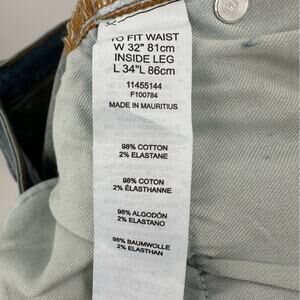 TO FIT WAIST
W 32" 81cm
INSIDE LEG
L 34"L 86cm
11455144
F100784
MADE IN MAURITIUS
98% COTTON
2% ELASTANE
98% COTON
2% ÉLASTHANNE
98% ALGODÓN
2% ELASTANO
98% BAUMWOLLE
2% ELASTHAN